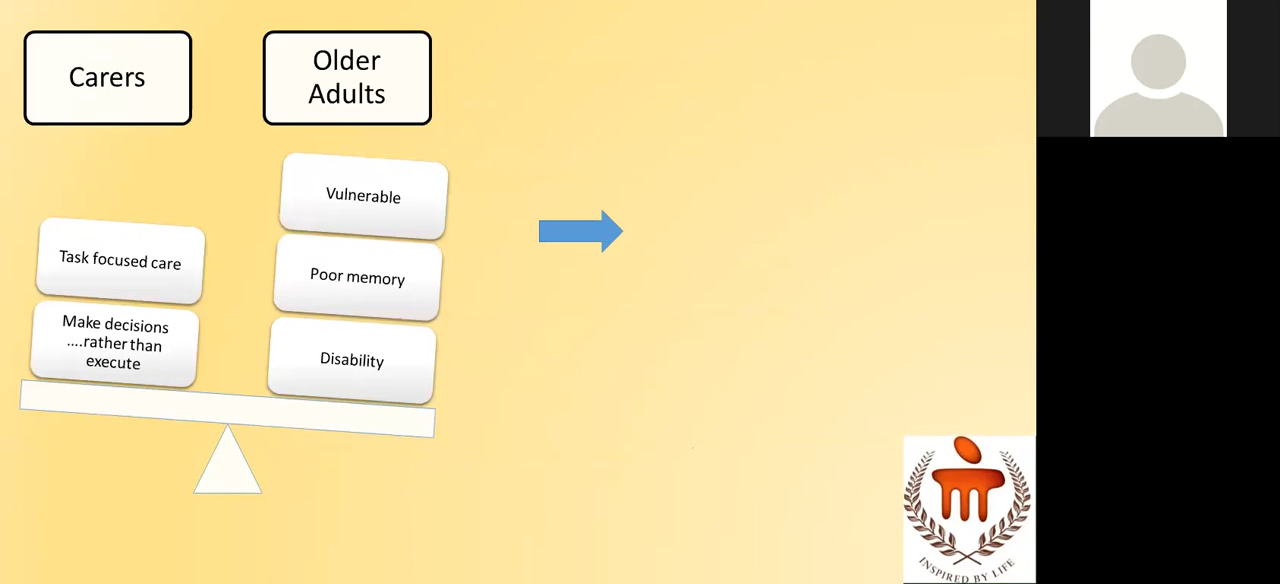 Carers
Older
Adults
Vulnerable
Task focused care
Poor memory
Make decisions
....rather than
execute
Disability
INSPIRED BY LIFE